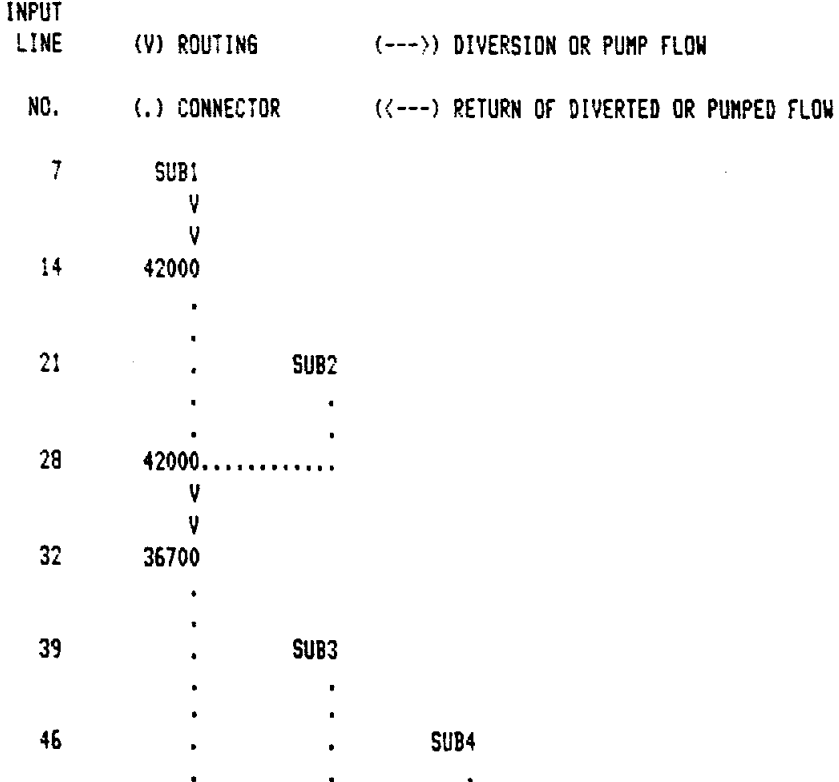 INPUT
LINE (V) ROUTING (--->) DIVERSION OR PUMP FLOW
NO. (.) CONNECTOR (<---) RETURN OF DIVERTED OR PUMPED FLOW
7 SUB1
V
V
14 42000
.
.
21 . SUB2
. .
. .
28 42000............
V
V
32 36700
.
.
39 . SUB3
. .
. .
46 . . SUB4
. . .